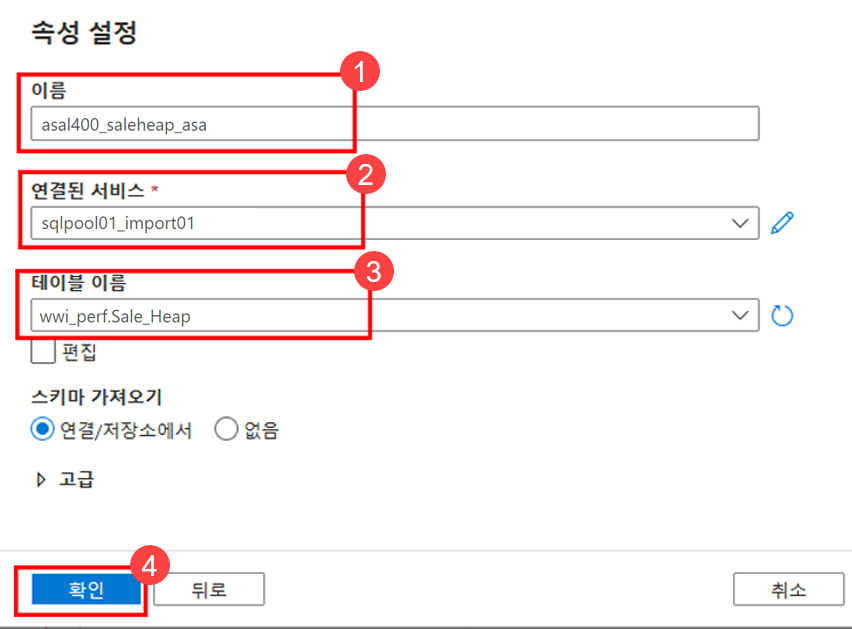 속성 설정
1
이름
asal400_saleheap_asa
2
연결된 서비스 *
sqlpool01_import01
3
테이블 이름
wwi_perf.Sale_Heap
편집
스키마 가져오기
연결/저장소에서 없음
고급
4
확인 뒤로 취소